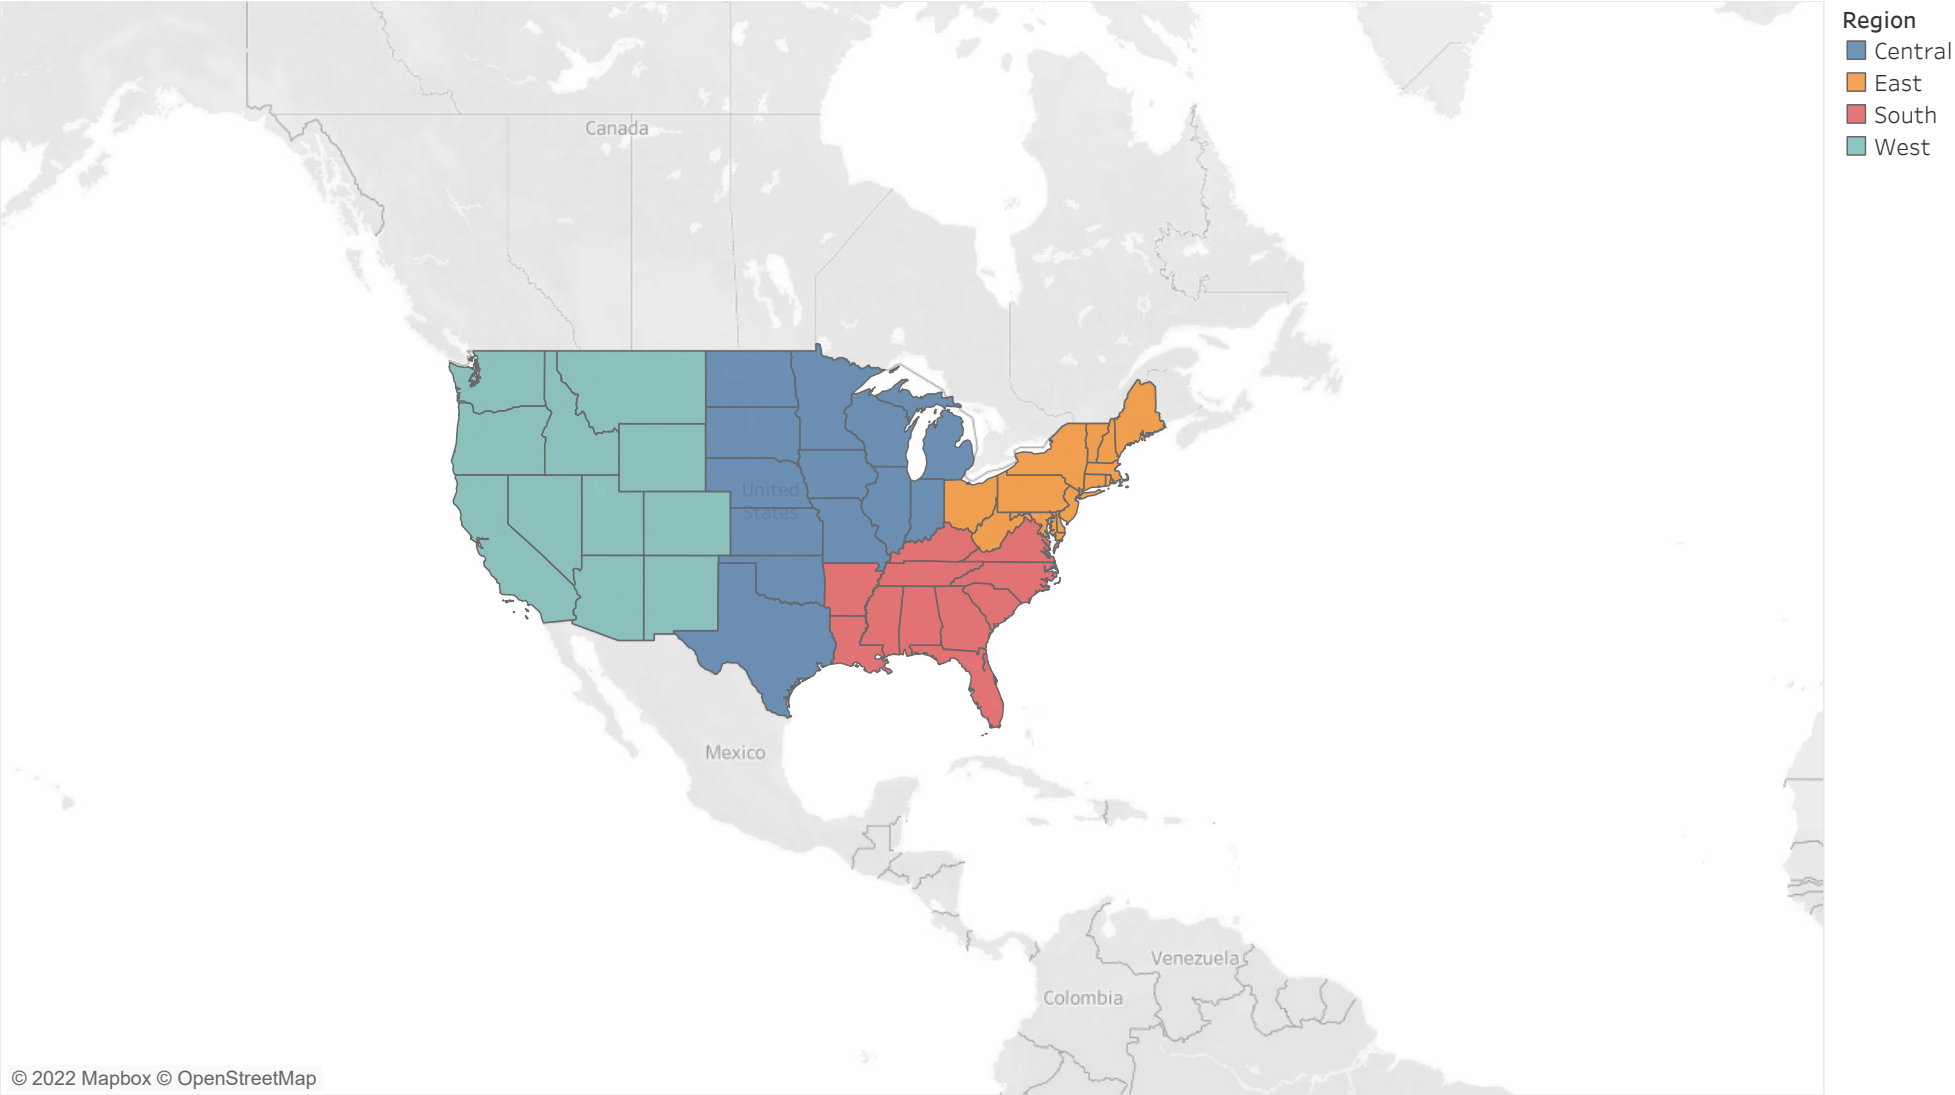 Region
Central
East
South
West
Canada
United
States
Mexico
Venezuela
Colombia
© 2022 Mapbox © OpenStreetMap